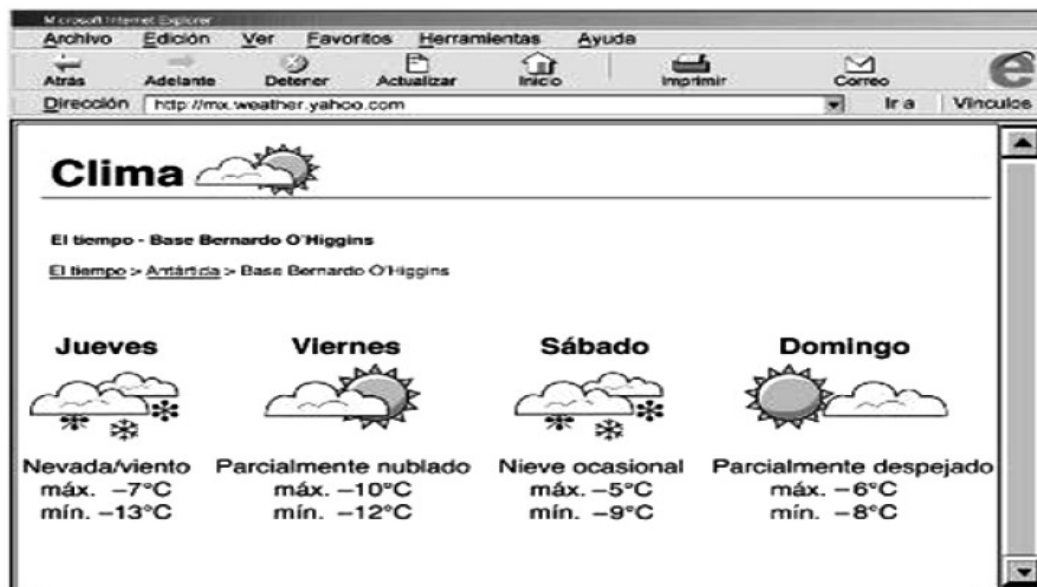 Microsoft Internet Explorer
Archivo Edición Ver Favoritos Herramientas Ayuda
Atrás Adelante Detener Actualizar Inicio Imprimir Correo
Dirección http://mx.weather.yahoo.com Ir a Vínculos
Clima
El tiempo - Base Bernardo O'Higgins
El tiempo > Antártida > Base Bernardo O'Higgins
Jueves Viernes Sábado Domingo
Nevada/viento Parcialmente nublado Nieve ocasional Parcialmente despejado
máx. –7°C máx. –10°C máx. –5°C máx. –6°C
mín. –13°C mín. –12°C mín. –9°C mín. –8°C